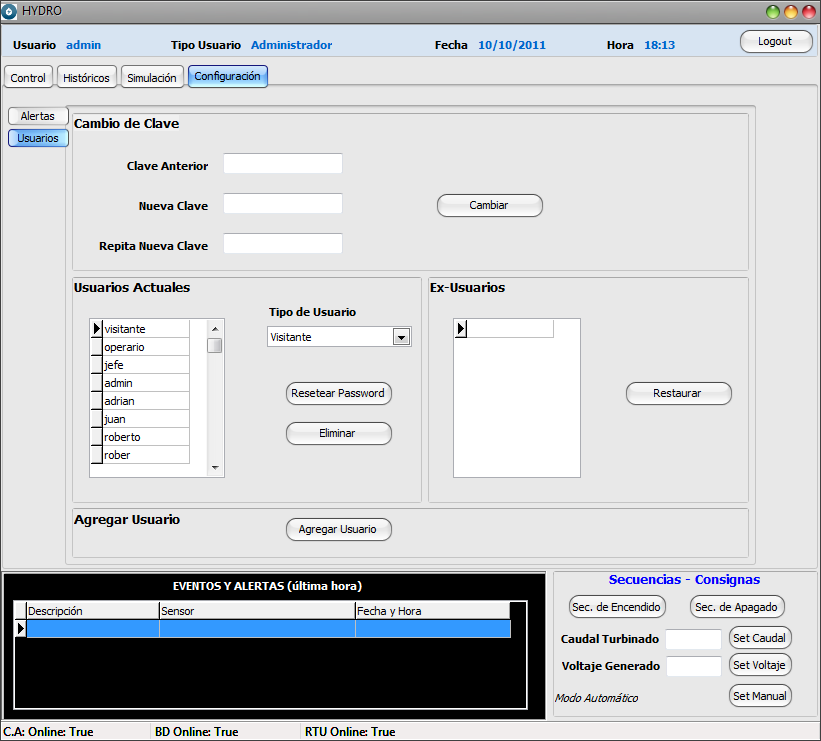 HYDRO
Usuario admin Tipo Usuario Administrador Fecha 10/10/2011 Hora 18:13 Logout
Control Históricos Simulación Configuración
Alertas
Usuarios
Cambio de Clave
Clave Anterior
Nueva Clave
Cambiar
Repita Nueva Clave
Usuarios Actuales
visitante
operario
jefe
admin
adrian
juan
roberto
rober
Tipo de Usuario
Visitante
Resetear Password
Eliminar
Ex-Usuarios
Restaurar
Agregar Usuario
Agregar Usuario
EVENTOS Y ALERTAS (última hora)
Descripción Sensor Fecha y Hora
Secuencias - Consignas
Sec. de Encendido Sec. de Apagado
Caudal Turbinado Set Caudal
Voltaje Generado Set Voltaje
Modo Automático Set Manual
C.A: Online: True BD Online: True RTU Online: True